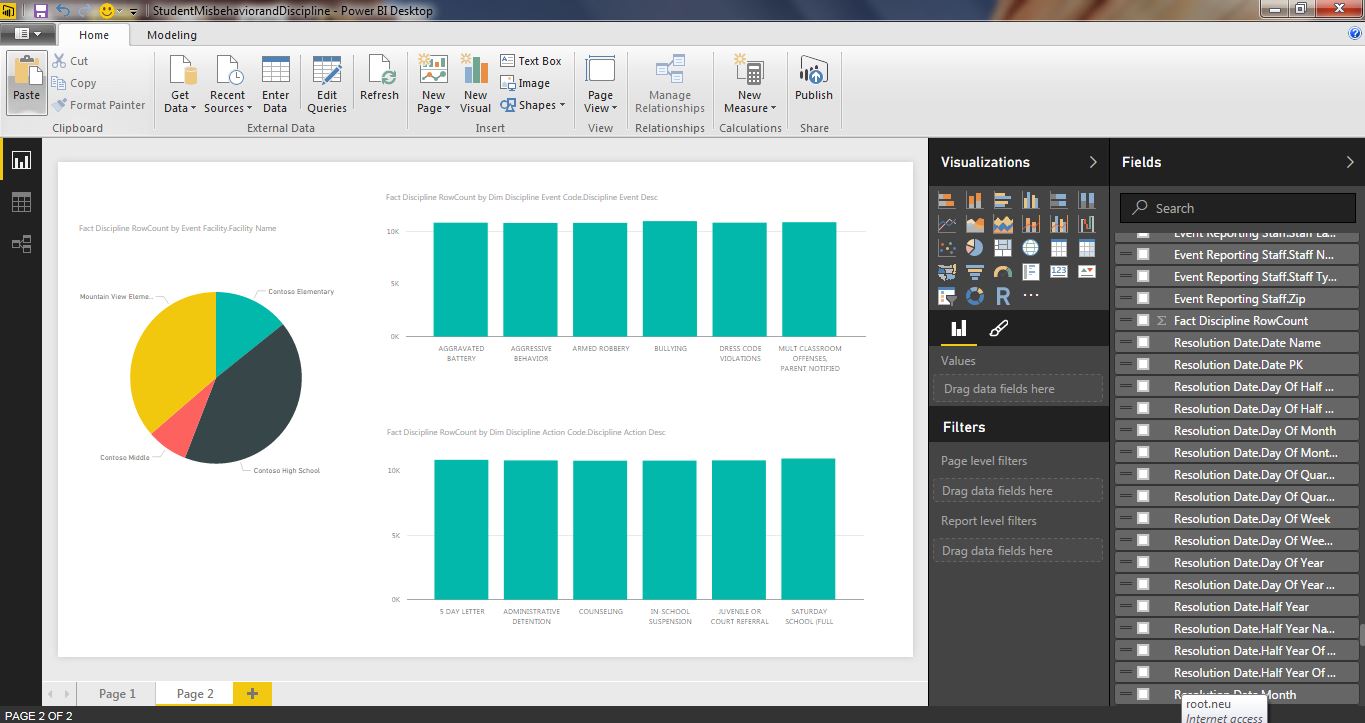 StudentMisbehaviorandDiscipline - Power BI Desktop
Home
Modeling
Paste
Cut
Copy
Format Painter
Clipboard
Get
Data
Recent
Sources
Enter
Data
Edit
Queries
Refresh
External Data
New
Page
New
Visual
Text Box
Image
Shapes
Insert
Page
View
View
Manage
Relationships
Relationships
New
Measure
Calculations
Publish
Share
Fact Discipline RowCount by Event Facility.Facility Name
Mountain View Eleme..
Contoso Elementary
Contoso Middle
Contoso High School
Fact Discipline RowCount by Dim Discipline Event Code.Discipline Event Desc
10K
5K
0K
AGGRAVATED
BATTERY
AGGRESSIVE
BEHAVIOR
ARMED ROBBERY
BULLYING
DRESS CODE
VIOLATIONS
MULT CLASSROOM
OFFENSES,
PARENT NOTIFIED
Fact Discipline RowCount by Dim Discipline Action Code.Discipline Action Desc
10K
5K
0K
5 DAY LETTER
ADMINISTRATIVE
DETENTION
COUNSELING
IN-SCHOOL
SUSPENSION
JUVENILE OR
COURT REFERRAL
SATURDAY
SCHOOL (FULL
Visualizations
123
R
Values
Drag data fields here
Filters
Page level filters
Drag data fields here
Report level filters
Drag data fields here
Fields
Search
Event Reporting Staff.Staff La...
Event Reporting Staff.Staff N...
Event Reporting Staff.Staff Ty...
Event Reporting Staff.Zip
Σ Fact Discipline RowCount
Resolution Date.Date Name
Resolution Date.Date PK
Resolution Date.Day Of Half ...
Resolution Date.Day Of Half ...
Resolution Date.Day Of Month
Resolution Date.Day Of Mont...
Resolution Date.Day Of Quar...
Resolution Date.Day Of Quar...
Resolution Date.Day Of Week
Resolution Date.Day Of Wee...
Resolution Date.Day Of Year
Resolution Date.Day Of Year ...
Resolution Date.Half Year
Resolution Date.Half Year Na...
Resolution Date.Half Year Of ...
Resolution Date.Half Year Of ...
Resolution Date.Month
root.neu
Internet access
Page 1
Page 2
+
PAGE 2 OF 2